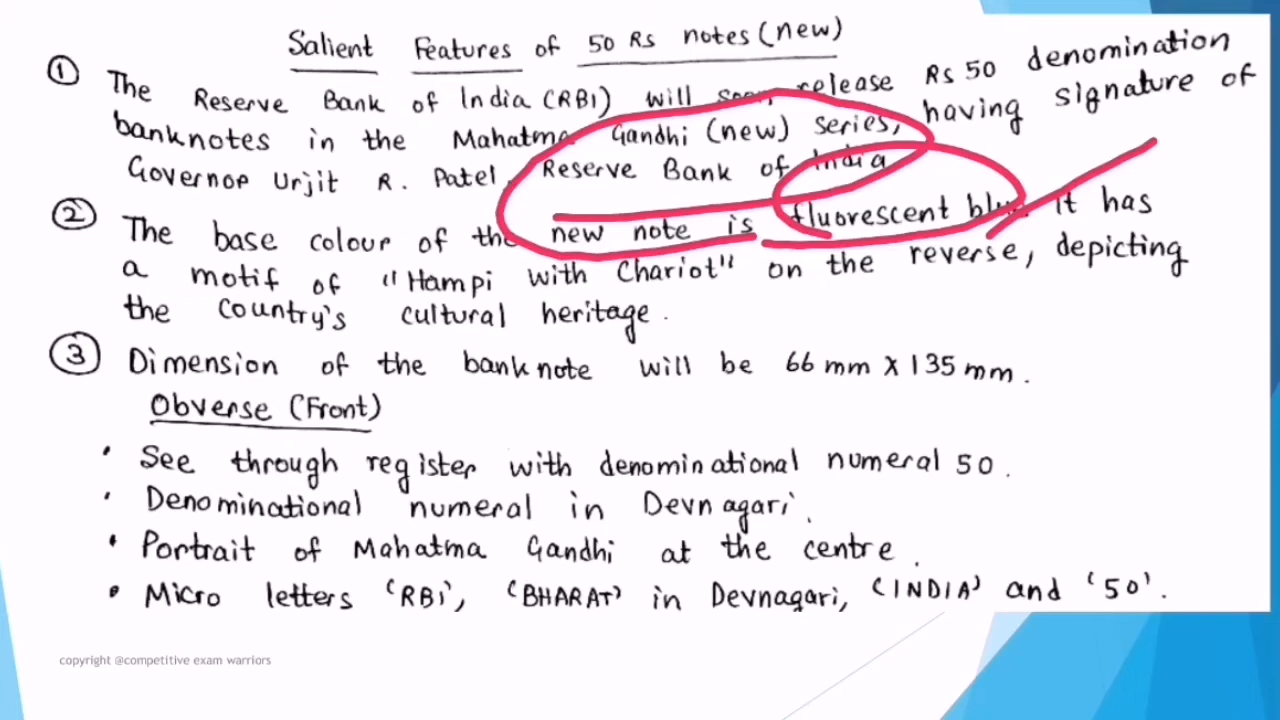 Salient Features of 50 Rs notes (new)
① The Reserve Bank of India (RBI) will soon release Rs 50 denomination
banknotes in the Mahatma Gandhi (new) series, having signature of
Governor Urjit R. Patel, Reserve Bank of India
② The base colour of the new note is fluorescent blue. It has
a motif of "Hampi with Chariot" on the reverse, depicting
the country's cultural heritage.
③ Dimension of the banknote will be 66 mm X 135 mm.
Obverse (Front)
• See through register with denominational numeral 50.
• Denominational numeral in Devnagari.
• Portrait of Mahatma Gandhi at the centre.
• Micro letters 'RBI', 'BHARAT' in Devnagari, 'INDIA' and '50'.
copyright @competitive exam warriors